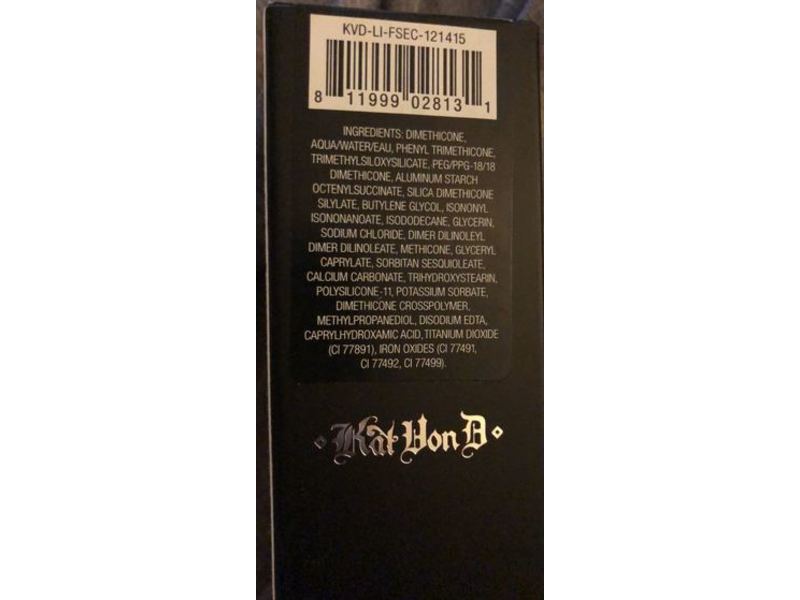 KVD-LI-FSEC-121415
8 11999 02813 1
INGREDIENTS: DIMETHICONE,
AQUA/WATER/EAU, PHENYL TRIMETHICONE,
TRIMETHYLSILOXYSILICATE, PEG/PPG-18/18
DIMETHICONE, ALUMINUM STARCH
OCTENYLSUCCINATE, SILICA DIMETHICONE
SILYLATE, BUTYLENE GLYCOL, ISONONYL
ISONONANOATE, ISODODECANE, GLYCERIN,
SODIUM CHLORIDE, DIMER DILINOLEYL
DIMER DILINOLEATE, METHICONE, GLYCERYL
CAPRYLATE, SORBITAN SESQUIOLEATE,
CALCIUM CARBONATE, TRIHYDROXYSTEARIN,
POLYSILICONE-11, POTASSIUM SORBATE,
DIMETHICONE CROSSPOLYMER,
METHYLPROPANEDIOL, DISODIUM EDTA,
CAPRYLHYDROXAMIC ACID, TITANIUM DIOXIDE
(CI 77891), IRON OXIDES (CI 77491,
CI 77492, CI 77499).
Kat Von D